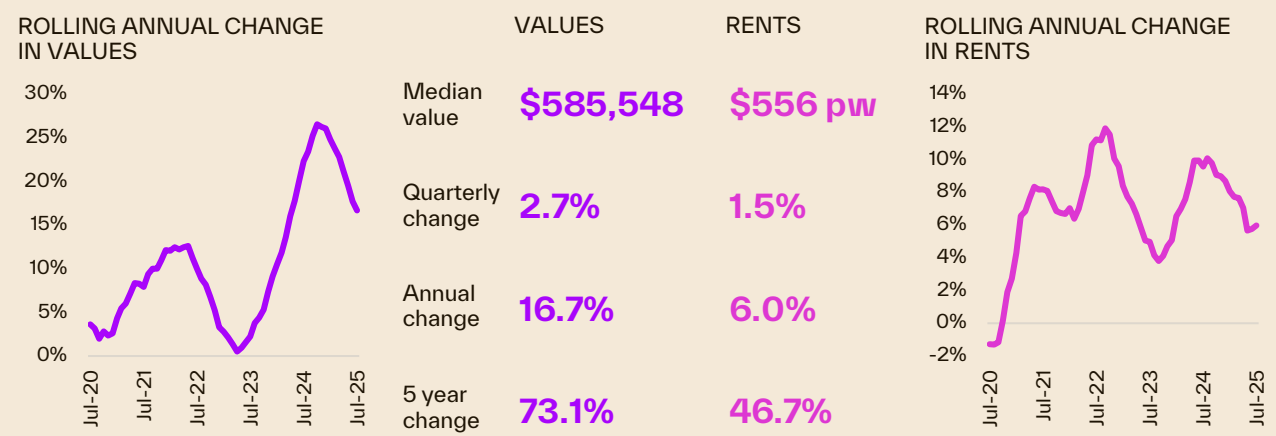 ROLLING ANNUAL CHANGE
IN VALUES
30%
25%
20%
15%
10%
5%
0%
Jul-20
Jul-21
Jul-22
Jul-23
Jul-24
Jul-25
VALUES
RENTS
Median
value
$585,548
$556 pw
Quarterly
change
2.7%
1.5%
Annual
change
16.7%
6.0%
5 year
change
73.1%
46.7%
ROLLING ANNUAL CHANGE
IN RENTS
14%
12%
10%
8%
6%
4%
2%
0%
-2%
Jul-20
Jul-21
Jul-22
Jul-23
Jul-24
Jul-25